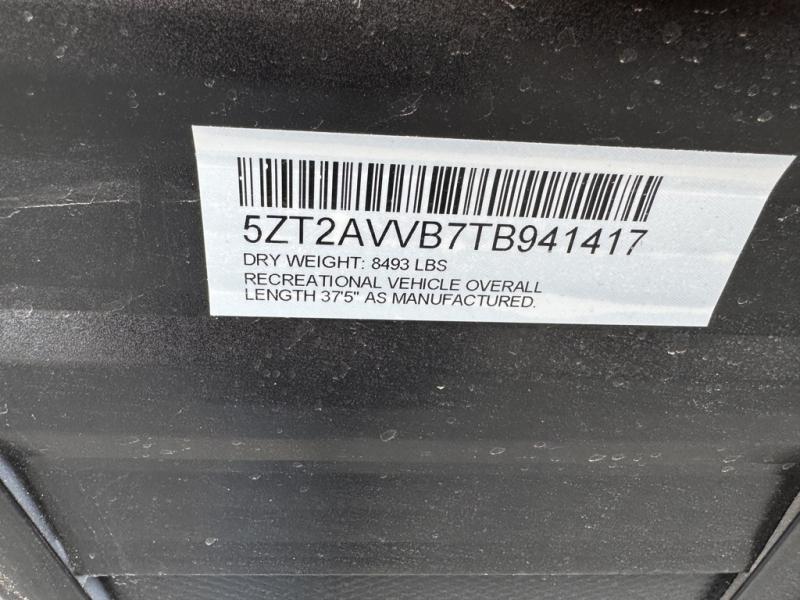 5ZT2AVVB7TB941417
DRY WEIGHT: 8493 LBS
RECREATIONAL VEHICLE OVERALL
LENGTH 37'5" AS MANUFACTURED.